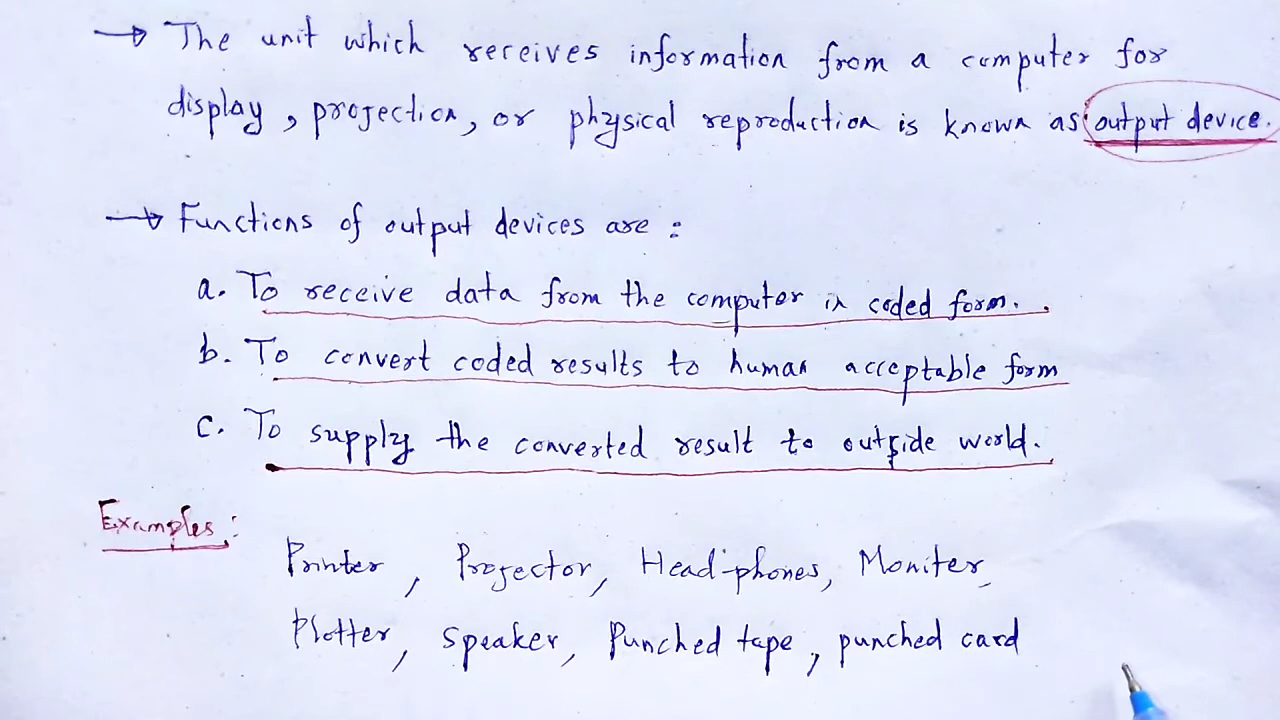 → The unit which receives information from a computer for
display, projection, or physical reproduction is known as output device.
→ Functions of output devices are :
a. To receive data from the computer in coded form. .
b. To convert coded results to human acceptable form
c. To supply the converted result to outside world.
Examples :
Printer, Projector, Head-phones, Moniter,
Plotter, speaker, Punched tape, punched card